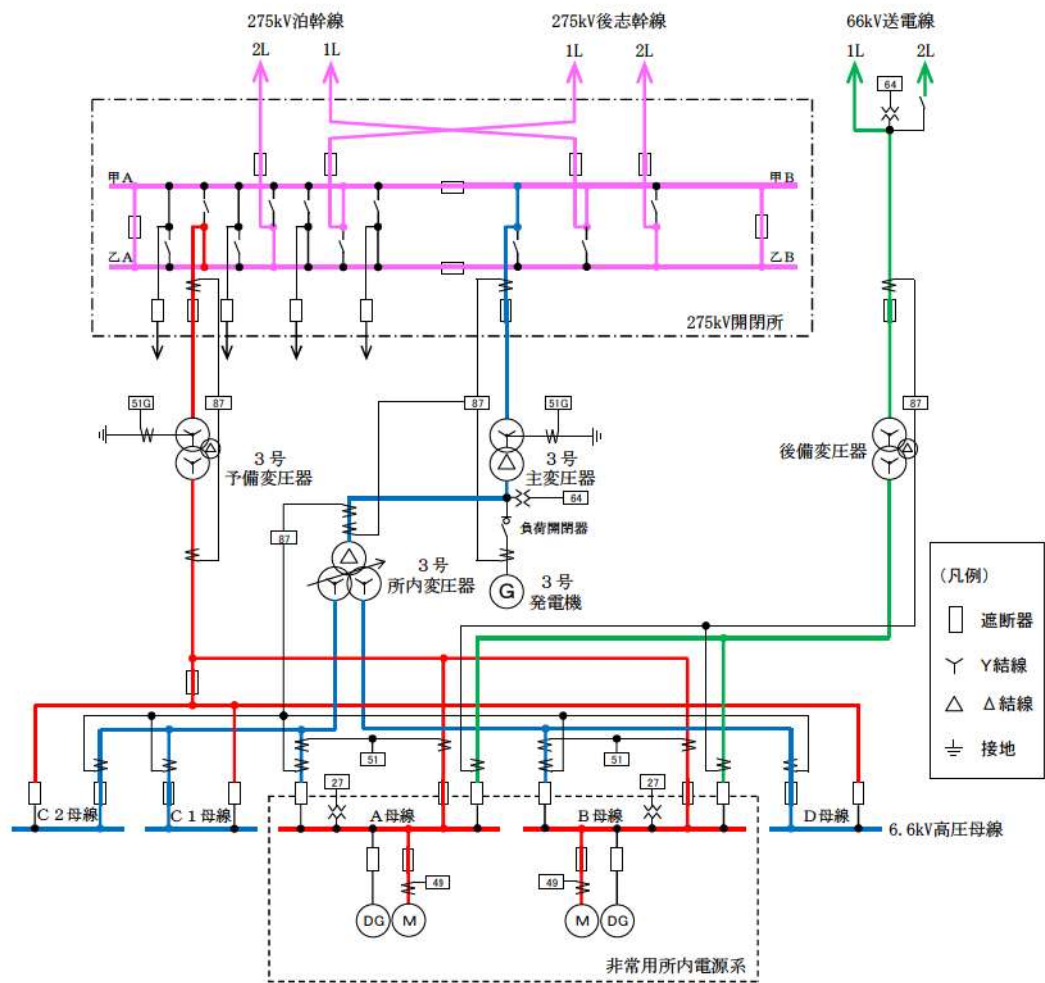 275kV泊幹線
275kV後志幹線
66kV送電線
2L
1L
1L
2L
1L
2L
64
甲A
甲B
乙A
乙B
275kV開閉所
51G
87
87
51G
87
3号
予備変圧器
3号
主変圧器
後備変圧器
64
87
負荷開閉器
3号
所内変圧器
G
3号
発電機
(凡例)
遮断器
Y結線
Δ結線
接地
51
51
27
27
C2母線
C1母線
A母線
B母線
D母線
6.6kV高圧母線
49
49
DG
M
M
DG
非常用所内電源系